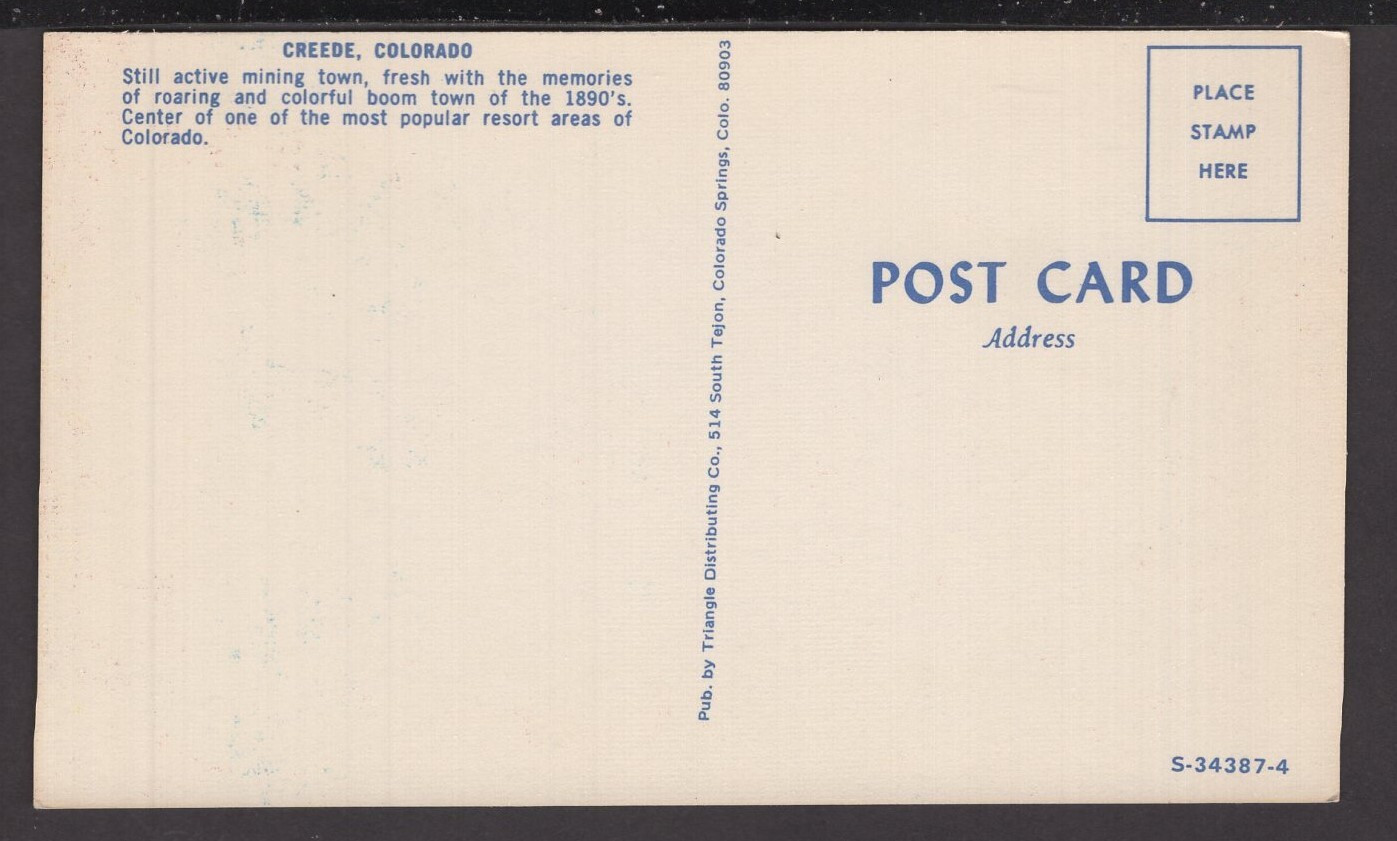 CREEDE, COLORADO
Still active mining town, fresh with the memories
of roaring and colorful boom town of the 1890's.
Center of one of the most popular resort areas of
Colorado.
Pub. by Triangle Distributing Co., 514 South Tejon, Colorado Springs, Colo. 80903
PLACE
STAMP
HERE
POST CARD
Address
S-34387-4